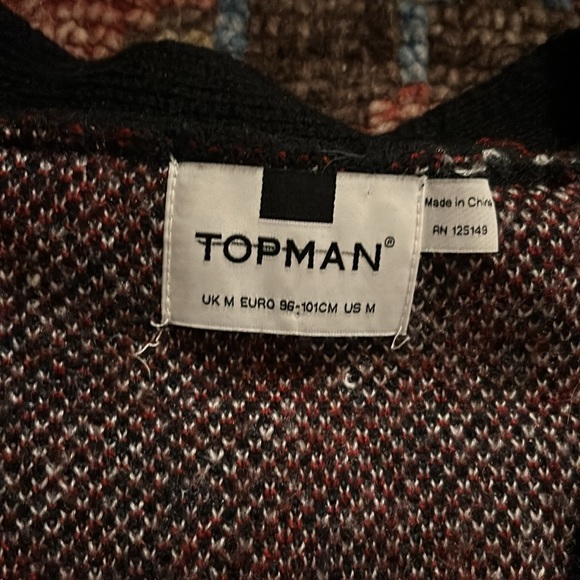 TOPMAN®
UK M EURO 96-101CM US M
Made in China
RN 125149